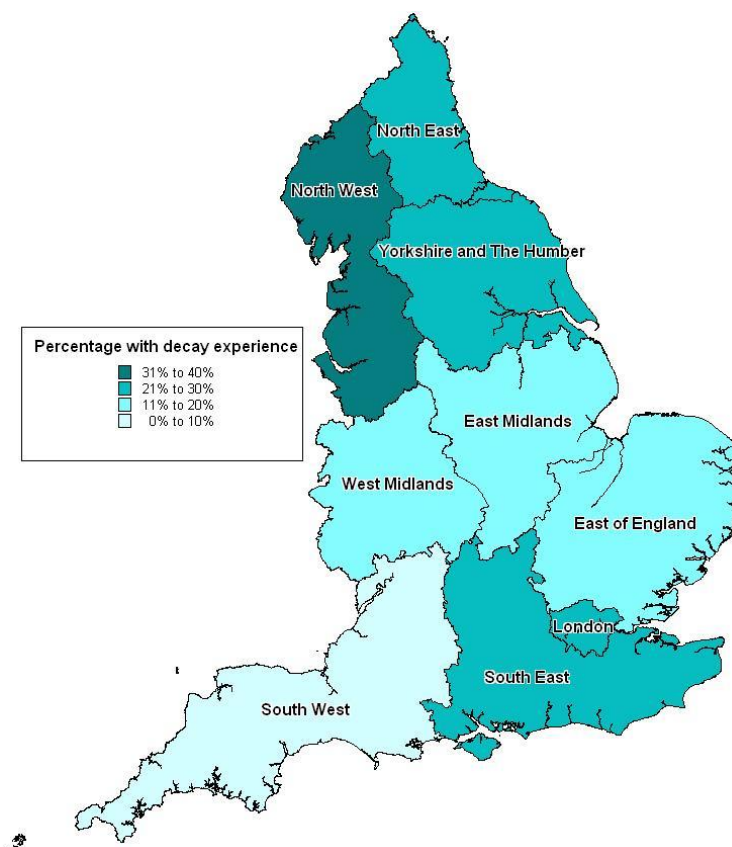 North East
North West
Yorkshire and The Humber
Percentage with decay experience
31% to 40%
21% to 30%
11% to 20%
0% to 10%
East Midlands
West Midlands
East of England
London
South East
South West